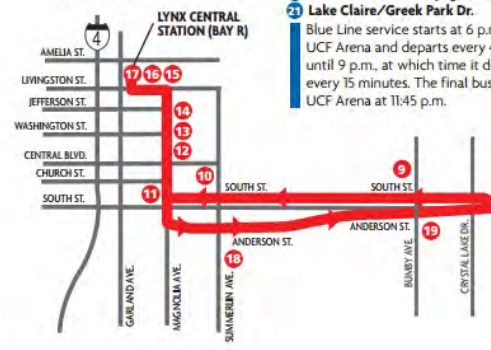 LYNX CENTRAL
STATION (BAY R)
21 Lake Claire/Greek Park Dr.
Blue Line service starts at 6 p.m
UCF Arena and departs every
until 9 p.m., at which time it d
every 15 minutes. The final bus
UCF Arena at 11:45 p.m.
4
AMELIA ST.
LIVINGSTON ST.
17 16 15
JEFFERSON ST.
14
WASHINGTON ST.
13
12
CENTRAL BLVD.
CHURCH ST.
10
9
SOUTH ST.
11
SOUTH ST.
SOUTH ST.
ANDERSON ST.
ANDERSON ST.
18
19
GARLAND AVE.
MAGNOLIA AVE.
SUMMERLIN AVE.
BUMBY AVE.
CRYSTAL LAKE DR.